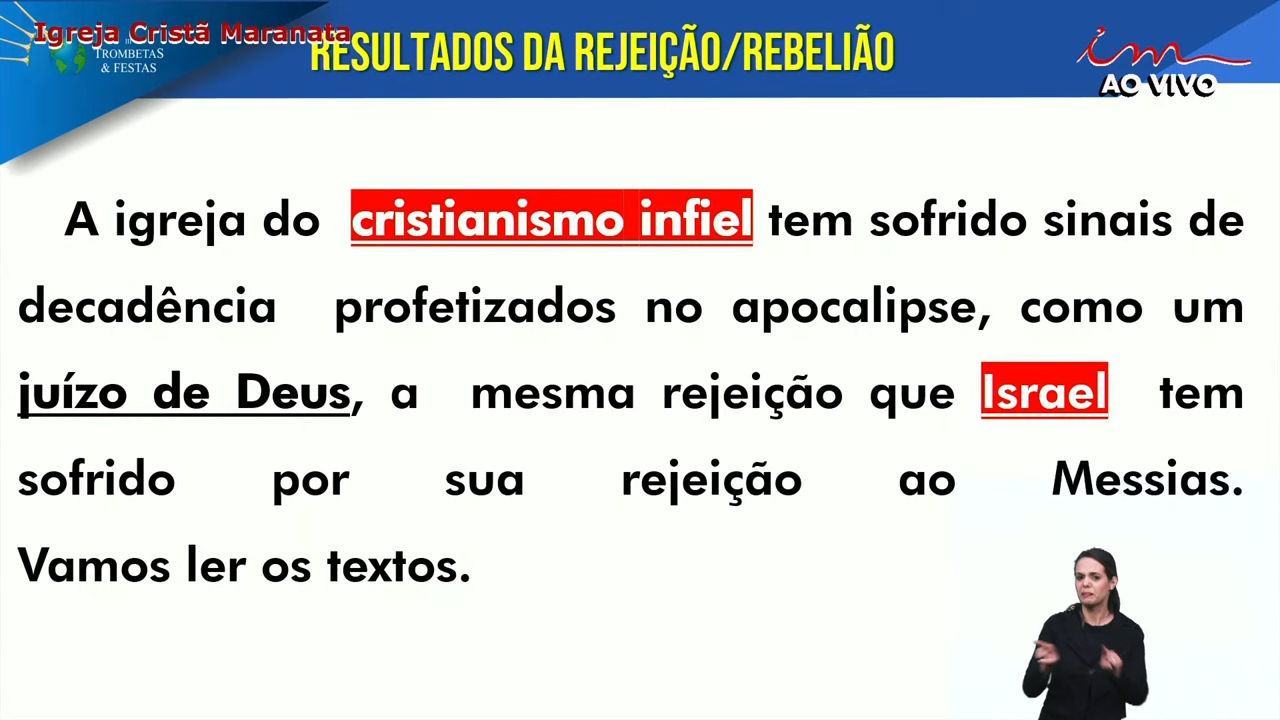 Igreja Cristã Maranata
TROMBETAS
& FESTAS
RESULTADOS DA REJEIÇÃO/REBELIÃO
im
AO VIVO
A igreja do cristianismo infiel tem sofrido sinais de
decadência profetizados no apocalipse, como um
juízo de Deus, a mesma rejeição que Israel tem
sofrido por sua rejeição ao Messias.
Vamos ler os textos.